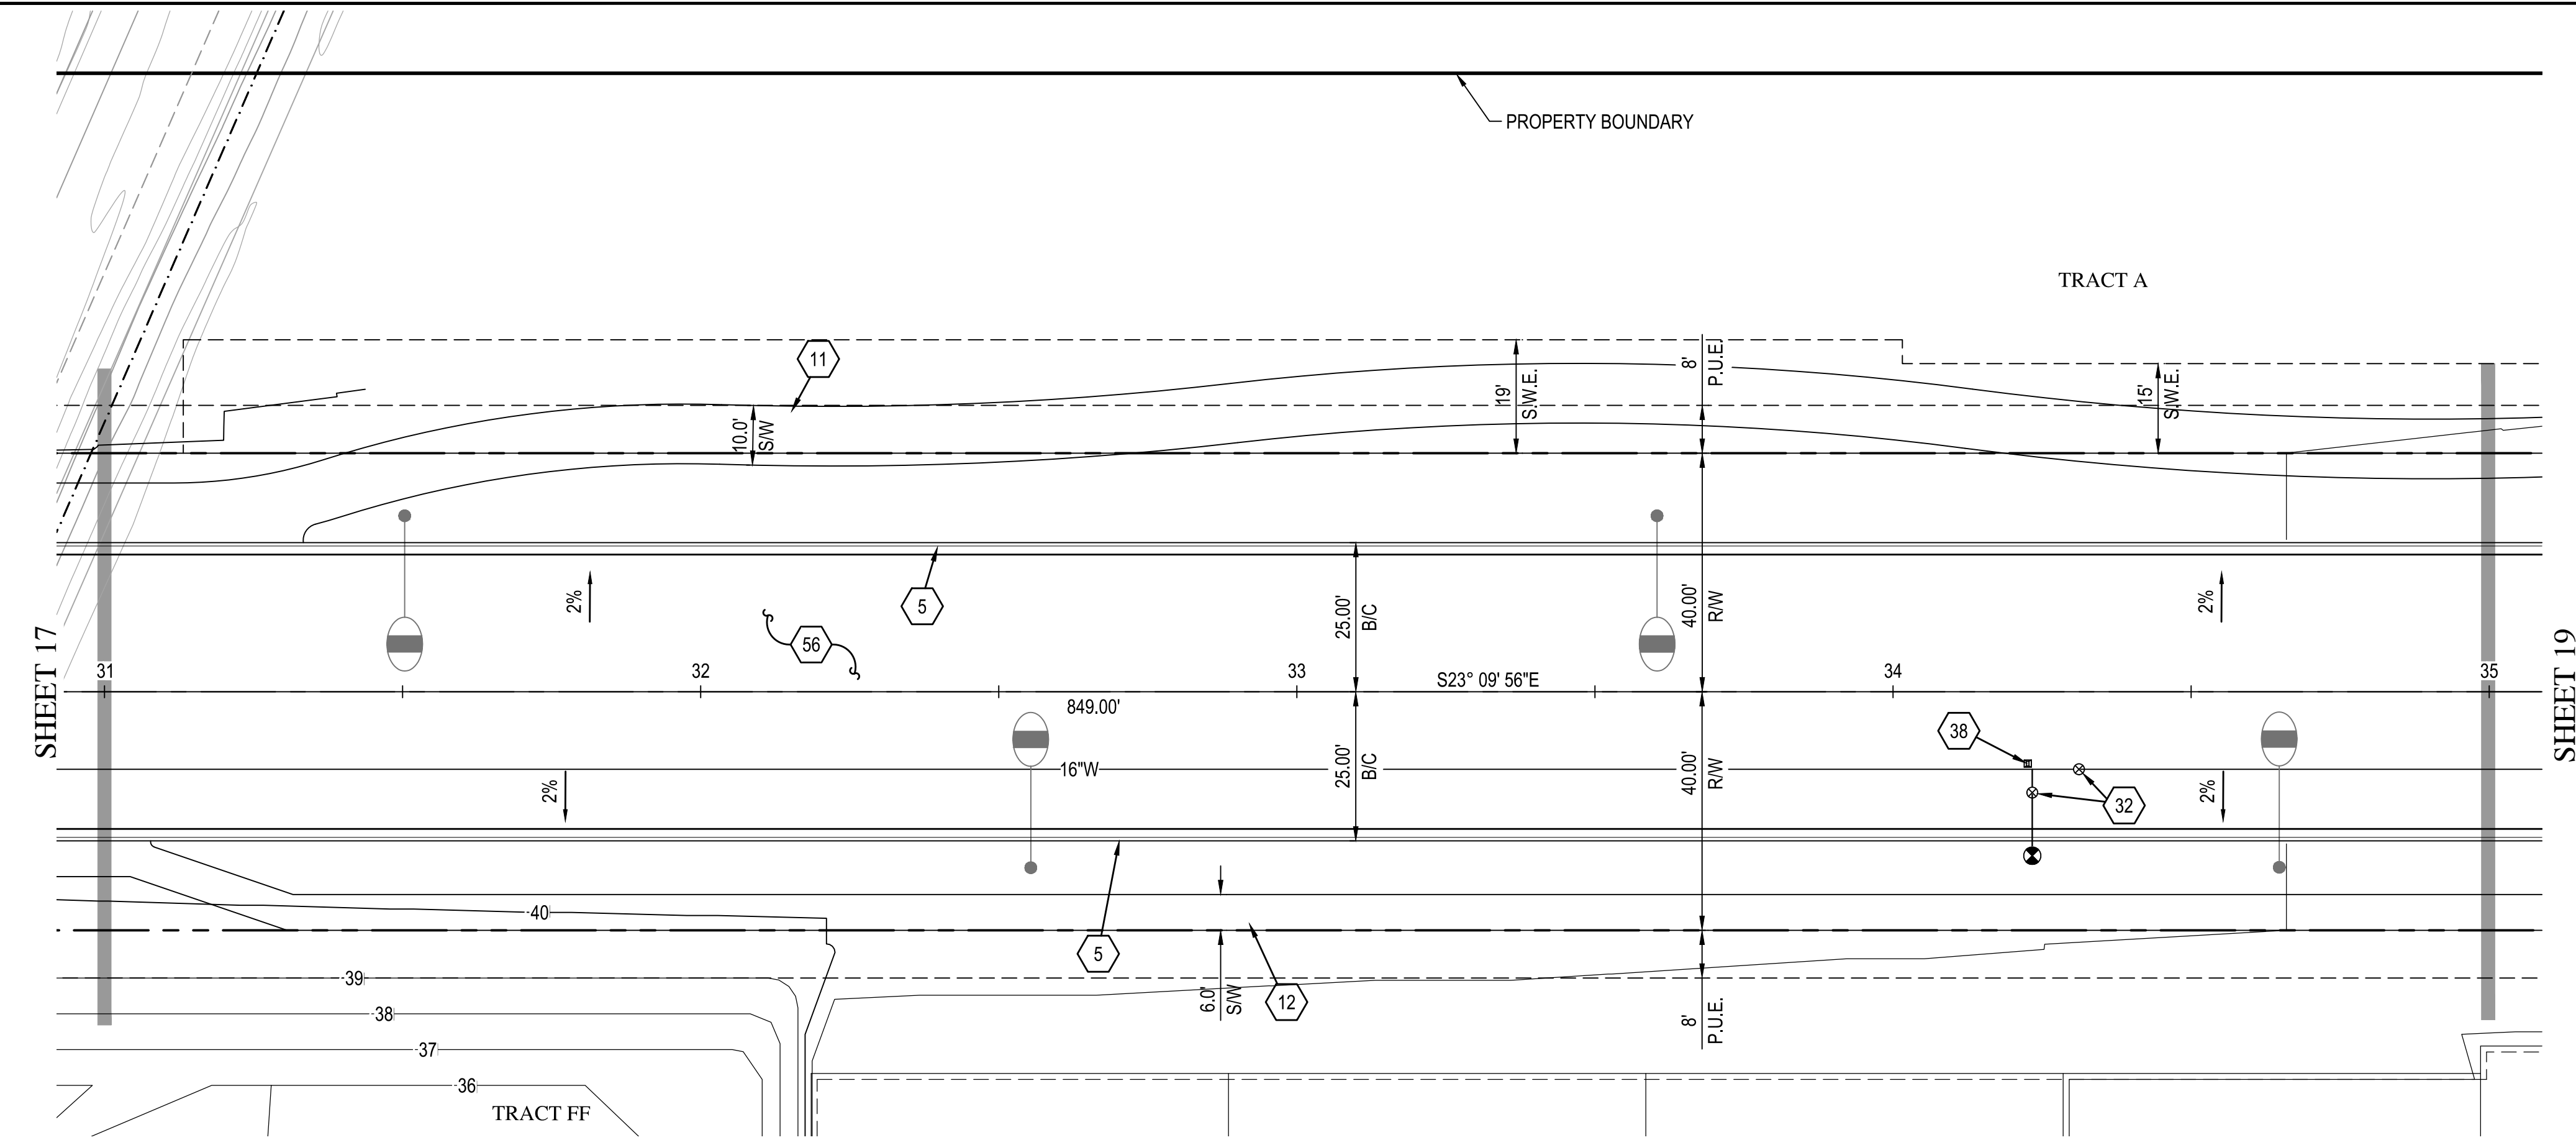 PROPERTY BOUNDARY
TRACT A
11
8'
P.U.E.
19'
S.W.E.
15'
S.W.E.
10.0'
S/W
5
2%
56
25.00'
B/C
40.00'
R/W
2%
SHEET 17
SHEET 19
31
32
33
34
35
S23° 09' 56"E
849.00'
38
16"W
2%
25.00'
B/C
40.00'
R/W
32
2%
40
5
39
6.0'
S/W
12
8'
P.U.E.
38
37
36
TRACT FF